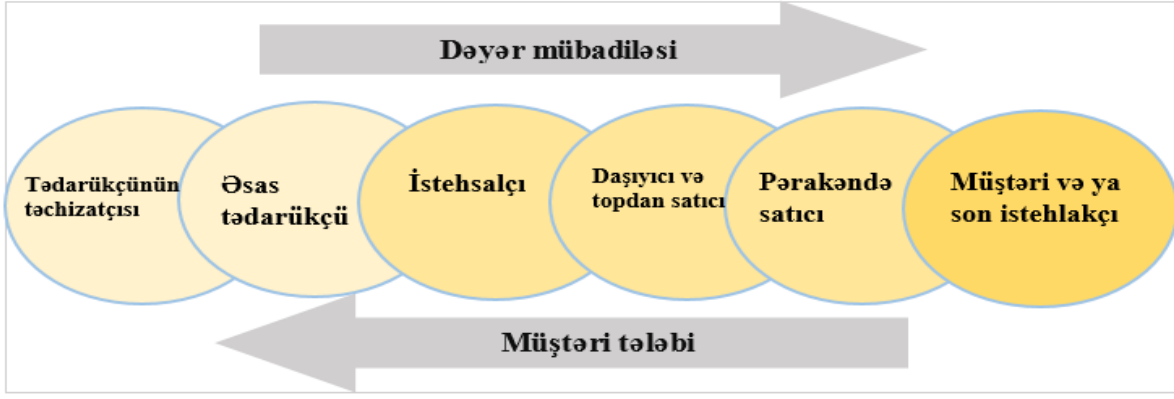 Dəyər mübadiləsi
Tədarükçünün
təchizatçısı
Əsas
tədarükçü
İstehsalçı
Daşıyıcı və
topdan satıcı
Pərakəndə
satıcı
Müştəri və ya
son istehlakçı
Müştəri tələbi